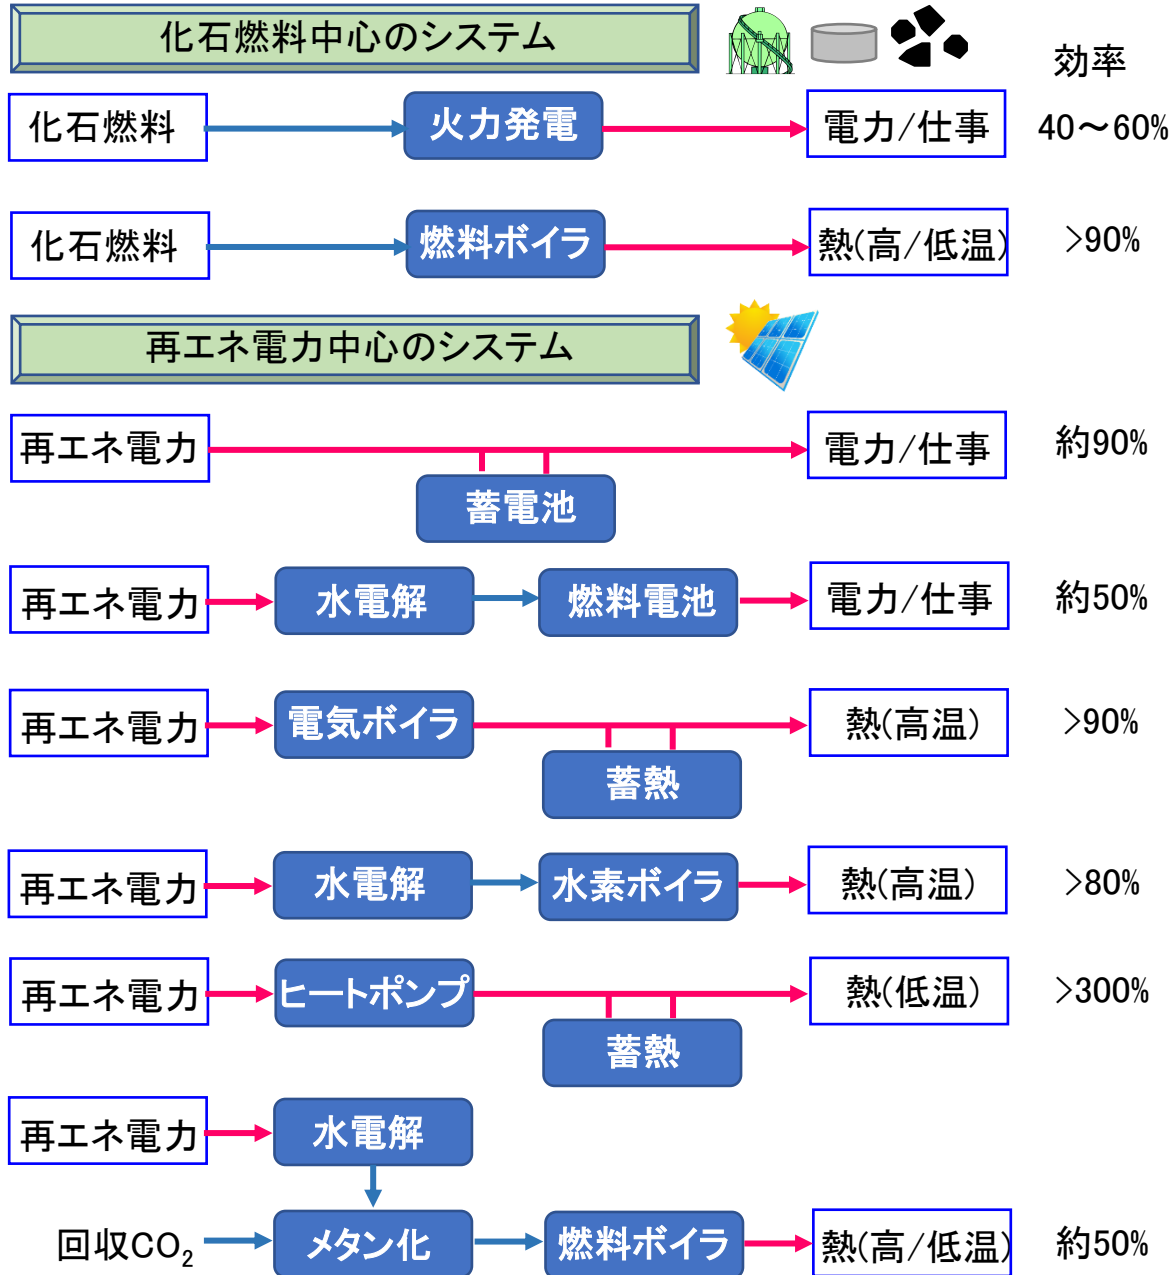 化石燃料中心のシステム
効率
化石燃料 火力発電 電力/仕事 40～60%
化石燃料 燃料ボイラ 熱(高/低温) >90%
再エネ電力中心のシステム
再エネ電力 電力/仕事 約90%
蓄電池
再エネ電力 水電解 燃料電池 電力/仕事 約50%
再エネ電力 電気ボイラ 熱(高温) >90%
蓄熱
再エネ電力 水電解 水素ボイラ 熱(高温) >80%
再エネ電力 ヒートポンプ 熱(低温) >300%
蓄熱
再エネ電力 水電解
回収CO₂ メタン化 燃料ボイラ 熱(高/低温) 約50%